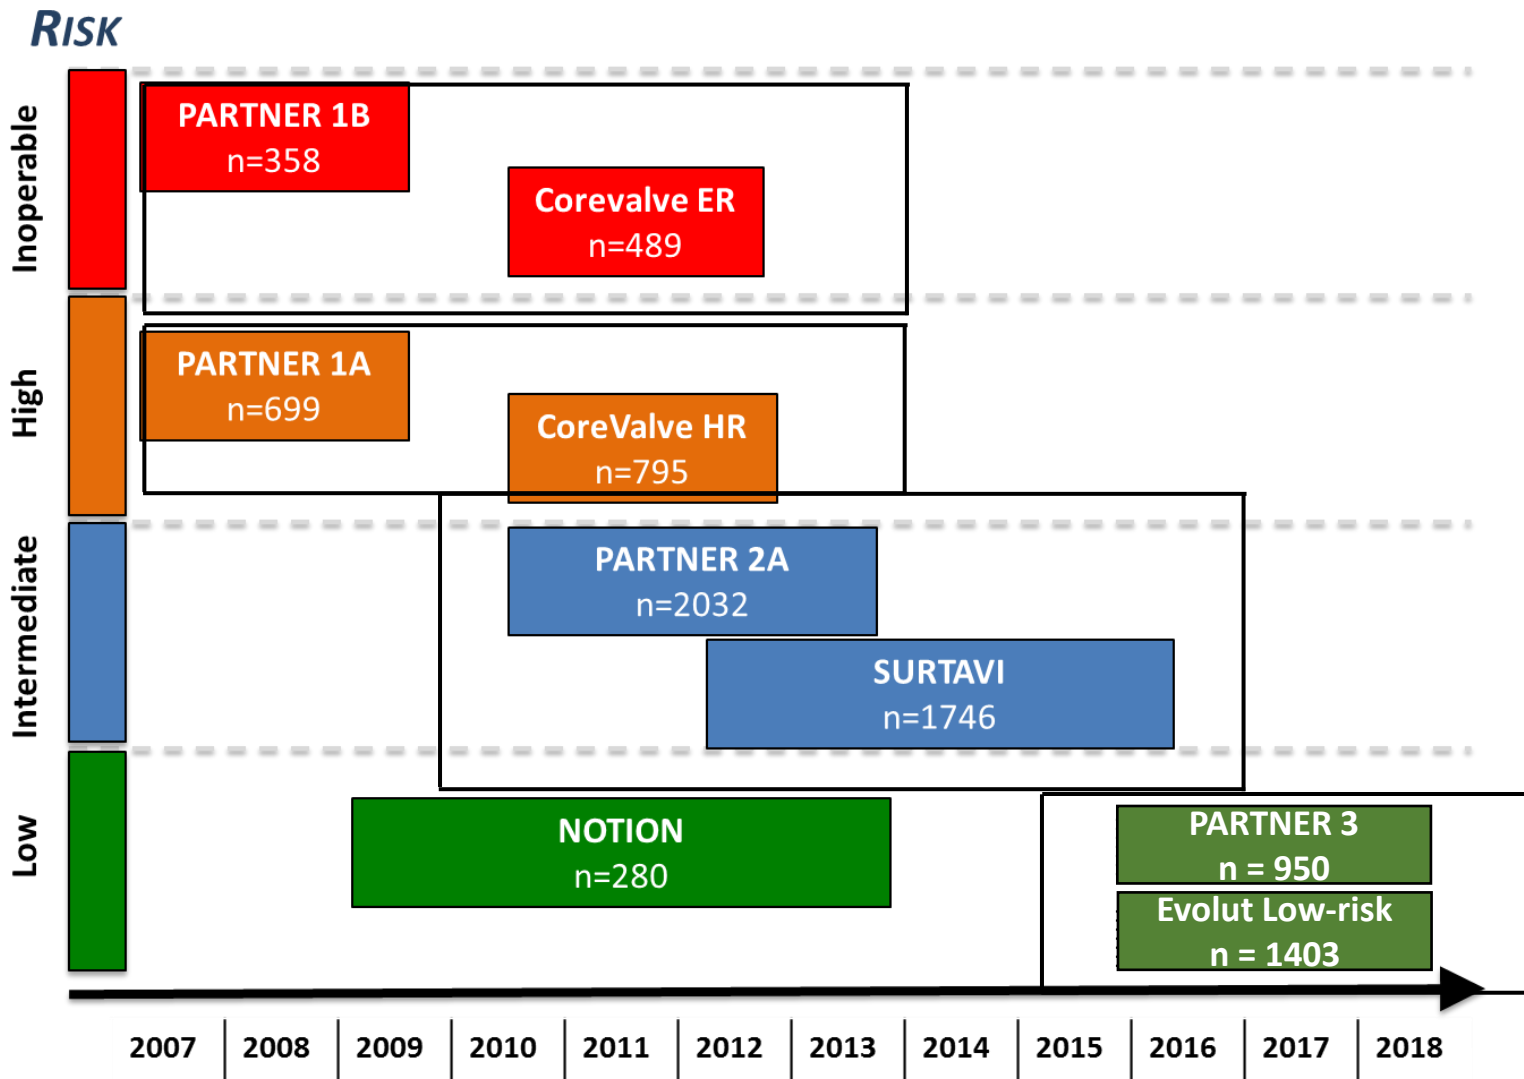 RISK
Inoperable
PARTNER 1B
n=358
Corevalve ER
n=489
High
PARTNER 1A
n=699
CoreValve HR
n=795
Intermediate
PARTNER 2A
n=2032
SURTAVI
n=1746
Low
NOTION
n=280
PARTNER 3
n = 950
Evolut Low-risk
n = 1403
2007 2008 2009 2010 2011 2012 2013 2014 2015 2016 2017 2018